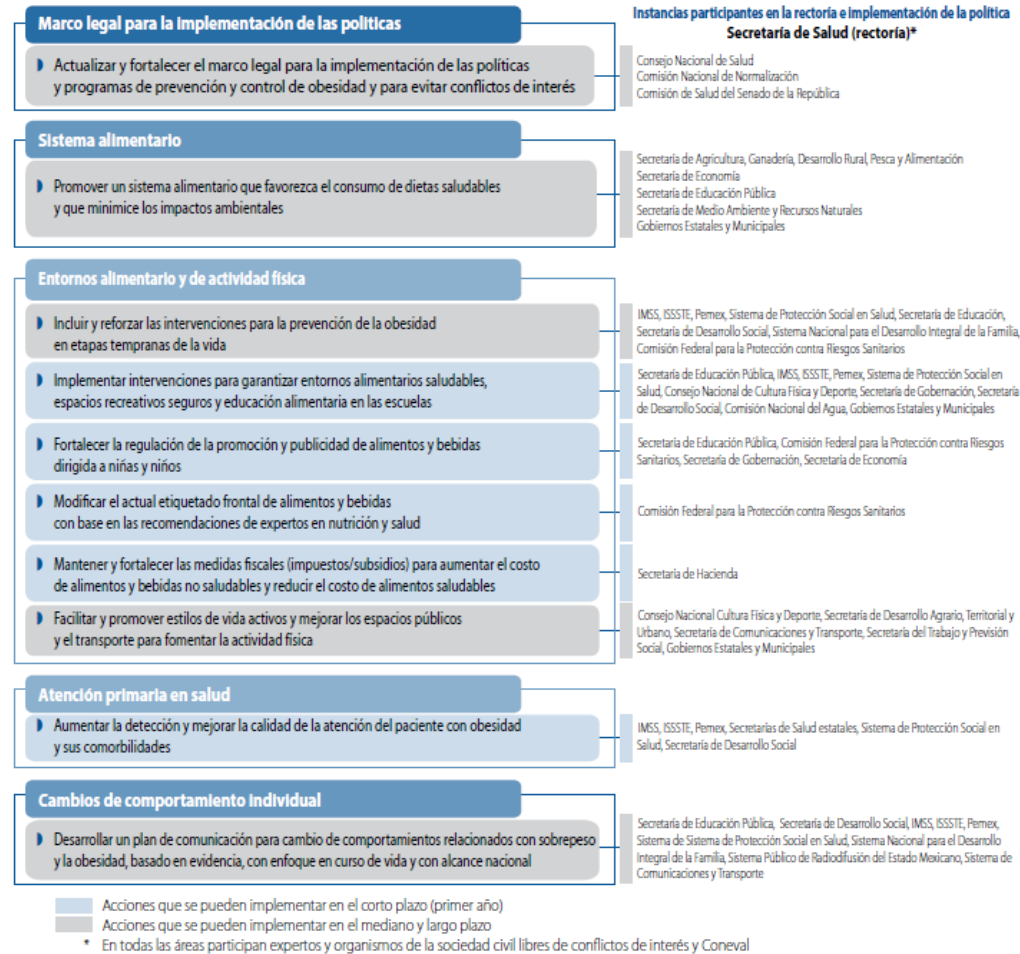 Marco legal para la implementación de las políticas
Instancias participantes en la rectoría e implementación de la política
Secretaría de Salud (rectoría)*
Actualizar y fortalecer el marco legal para la implementación de las políticas
y programas de prevención y control de obesidad y para evitar conflictos de interés
Consejo Nacional de Salud
Comisión Nacional de Normalización
Comisión de Salud del Senado de la República
Sistema alimentario
Promover un sistema alimentario que favorezca el consumo de dietas saludables
y que minimice los impactos ambientales
Secretaría de Agricultura, Ganadería, Desarrollo Rural, Pesca y Alimentación
Secretaría de Economía
Secretaría de Educación Pública
Secretaría de Medio Ambiente y Recursos Naturales
Gobiernos Estatales y Municipales
Entornos alimentario y de actividad física
Incluir y reforzar las intervenciones para la prevención de la obesidad
en etapas tempranas de la vida
IMSS, ISSSTE, Pemex, Sistema de Protección Social en Salud, Secretaría de Educación,
Secretaría de Desarrollo Social, Sistema Nacional para el Desarrollo Integral de la Familia,
Comisión Federal para la Protección contra Riesgos Sanitarios
Implementar intervenciones para garantizar entornos alimentarios saludables,
espacios recreativos seguros y educación alimentaria en las escuelas
Secretaría de Educación Pública, IMSS, ISSSTE, Pemex, Sistema de Protección Social en
Salud, Consejo Nacional de Cultura Física y Deporte, Secretaría de Gobernación, Secretaría
de Desarrollo Social, Comisión Nacional del Agua, Gobiernos Estatales y Municipales
Fortalecer la regulación de la promoción y publicidad de alimentos y bebidas
dirigida a niñas y niños
Secretaría de Educación Pública, Comisión Federal para la Protección contra Riesgos
Sanitarios, Secretaría de Gobernación, Secretaría de Economía
Modificar el actual etiquetado frontal de alimentos y bebidas
con base en las recomendaciones de expertos en nutrición y salud
Comisión Federal para la Protección contra Riesgos Sanitarios
Mantener y fortalecer las medidas fiscales (impuestos/subsidios) para aumentar el costo
de alimentos y bebidas no saludables y reducir el costo de alimentos saludables
Secretaría de Hacienda
Facilitar y promover estilos de vida activos y mejorar los espacios públicos
y el transporte para fomentar la actividad física
Consejo Nacional Cultura Física y Deporte, Secretaría de Desarrollo Agrario, Territorial y
Urbano, Secretaría de Comunicaciones y Transporte, Secretaría del Trabajo y Previsión
Social, Gobiernos Estatales y Municipales
Atención primaria en salud
Aumentar la detección y mejorar la calidad de la atención del paciente con obesidad
y sus comorbilidades
IMSS, ISSSTE, Pemex, Secretarías de Salud estatales, Sistema de Protección Social en
Salud, Secretaría de Desarrollo Social
Cambios de comportamiento individual
Desarrollar un plan de comunicación para cambio de comportamientos relacionados con sobrepeso
y la obesidad, basado en evidencia, con enfoque en curso de vida y con alcance nacional
Secretaría de Educación Pública, Secretaría de Desarrollo Social, IMSS, ISSSTE, Pemex,
Sistema de Sistema de Protección Social en Salud, Sistema Nacional para el Desarollo
Integral de la Familia, Sistema Público de Radiodifusión del Estado Mexicano, Sistema de
Comunicaciones y Transporte
Acciones que se pueden implementar en el corto plazo (primer año)
Acciones que se pueden implementar en el mediano y largo plazo
* En todas las áreas participan expertos y organismos de la sociedad civil libres de conflictos de interés y Coneval